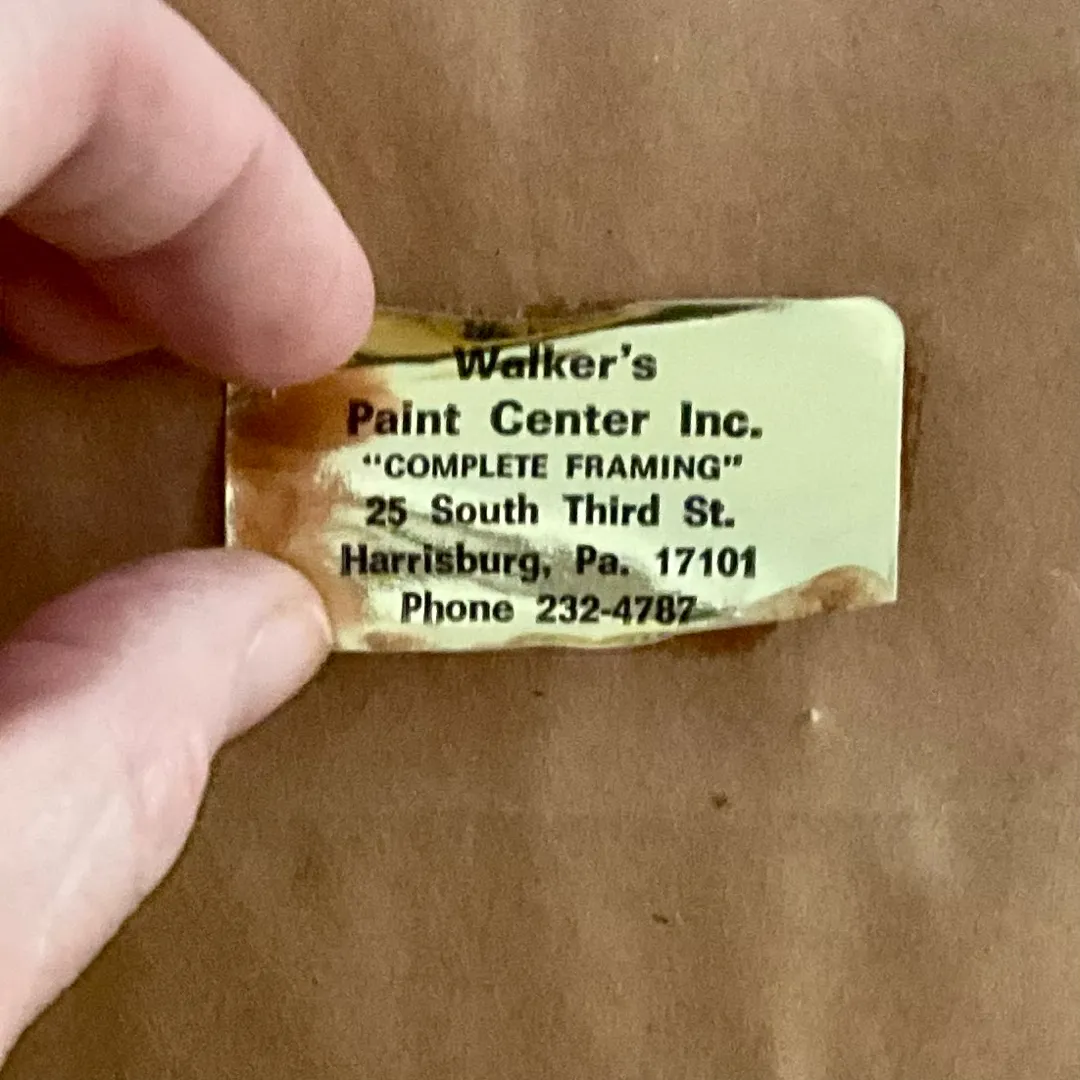 Walker's
Paint Center Inc.
"COMPLETE FRAMING"
25 South Third St.
Harrisburg, Pa. 17101
Phone 232-4787